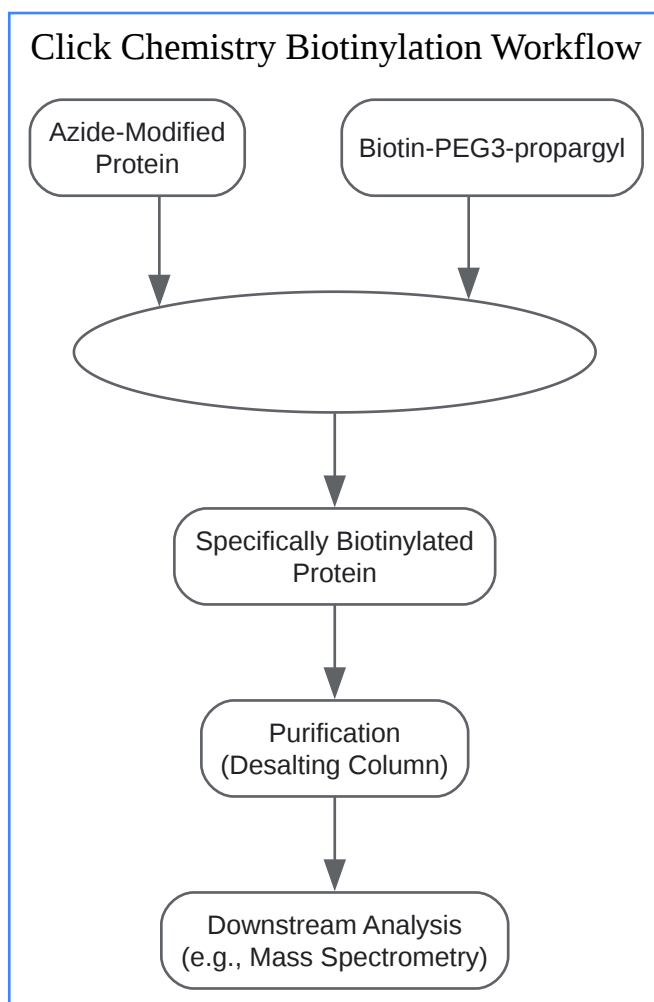 Click Chemistry Biotinylation Workflow
Azide-Modified
Protein
Biotin-PEG3-propargyl
Specifically Biotinylated
Protein
Purification
(Desalting Column)
Downstream Analysis
(e.g., Mass Spectrometry)